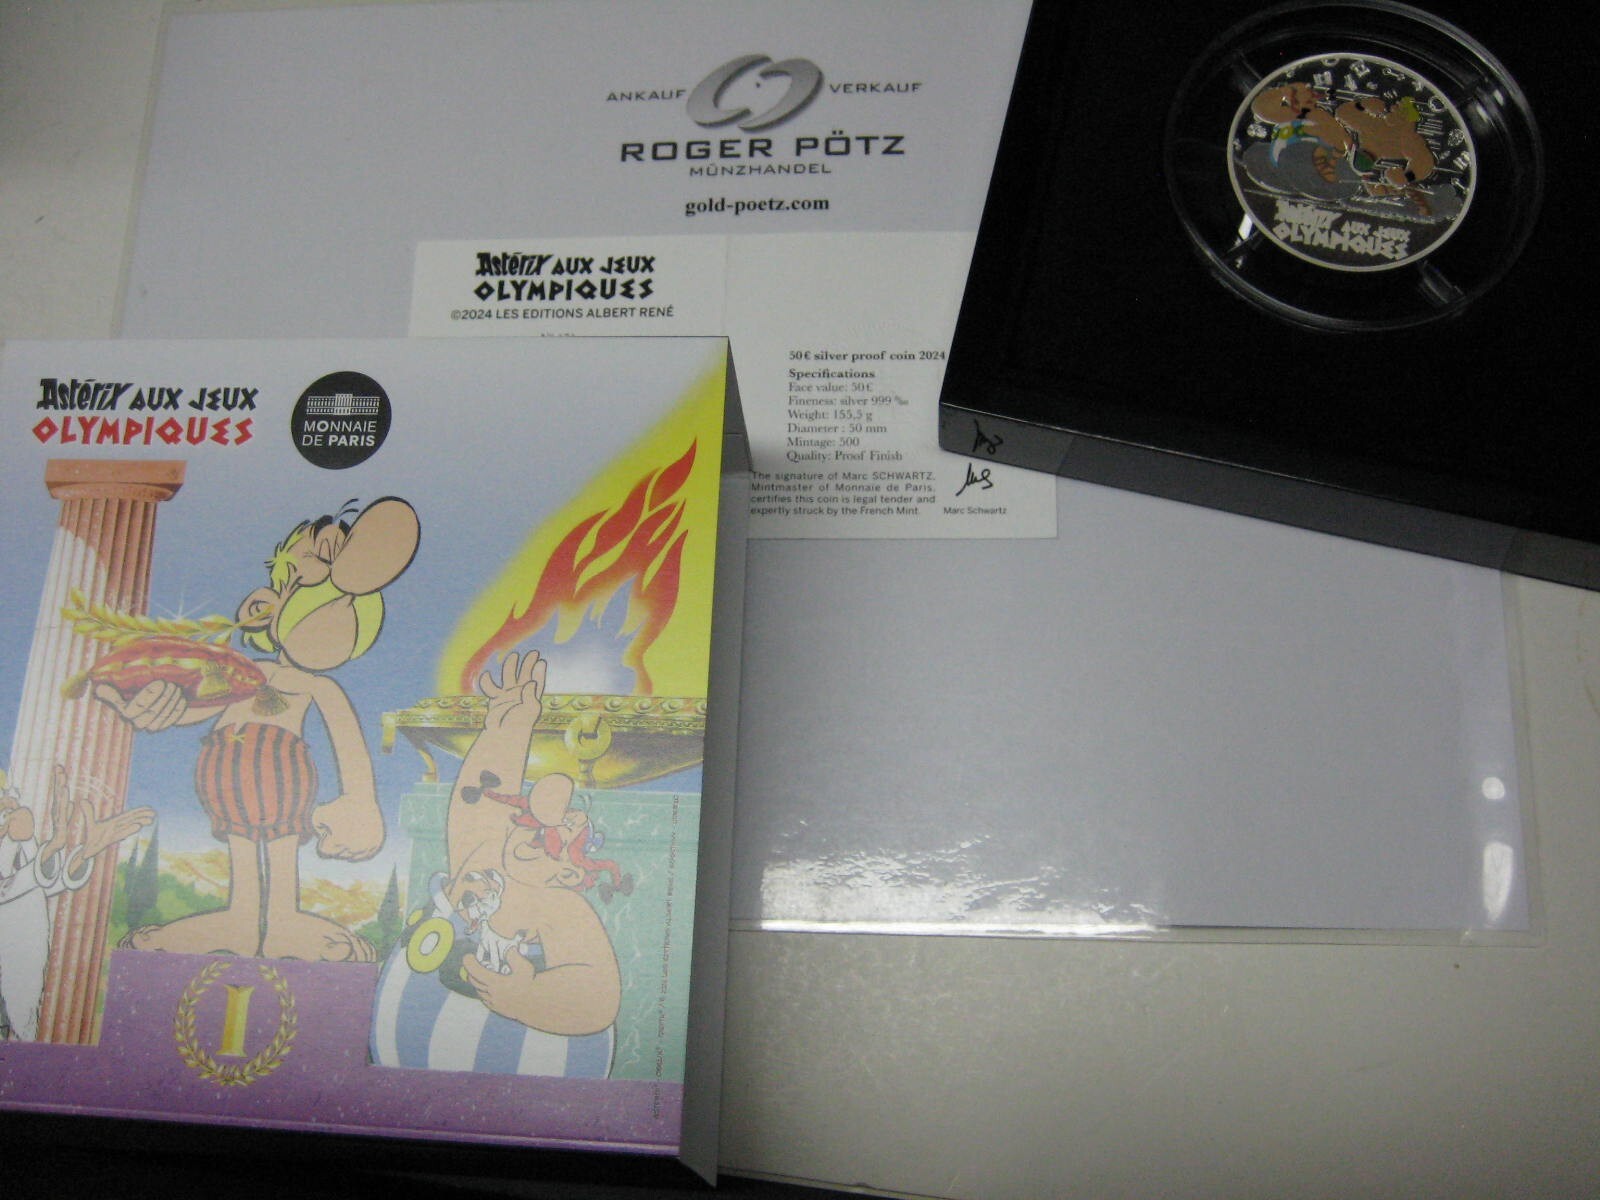 ANKAUF VERKAUF
ROGER PÖTZ
MÜNZHANDEL
gold-poetz.com
Astérix AUX JEUX
OLYMPIQUES
©2024 LES EDITIONS ALBERT RENÉ
50€ silver proof coin 2024
Specifications
Face value: 50€
Fineness: silver 999 ‰
Weight: 155,5 g
Diameter : 50 mm
Mintage: 500
Quality: Proof Finish
The signature of Marc SCHWARTZ,
Mintmaster of Monnaie de Paris,
certifies this coin is legal tender and
expertly struck by the French Mint.
Marc Schwartz
Astérix AUX JEUX
OLYMPIQUES
MONNAIE
DE PARIS
I
Astérix AUX JEUX
OLYMPIQUES